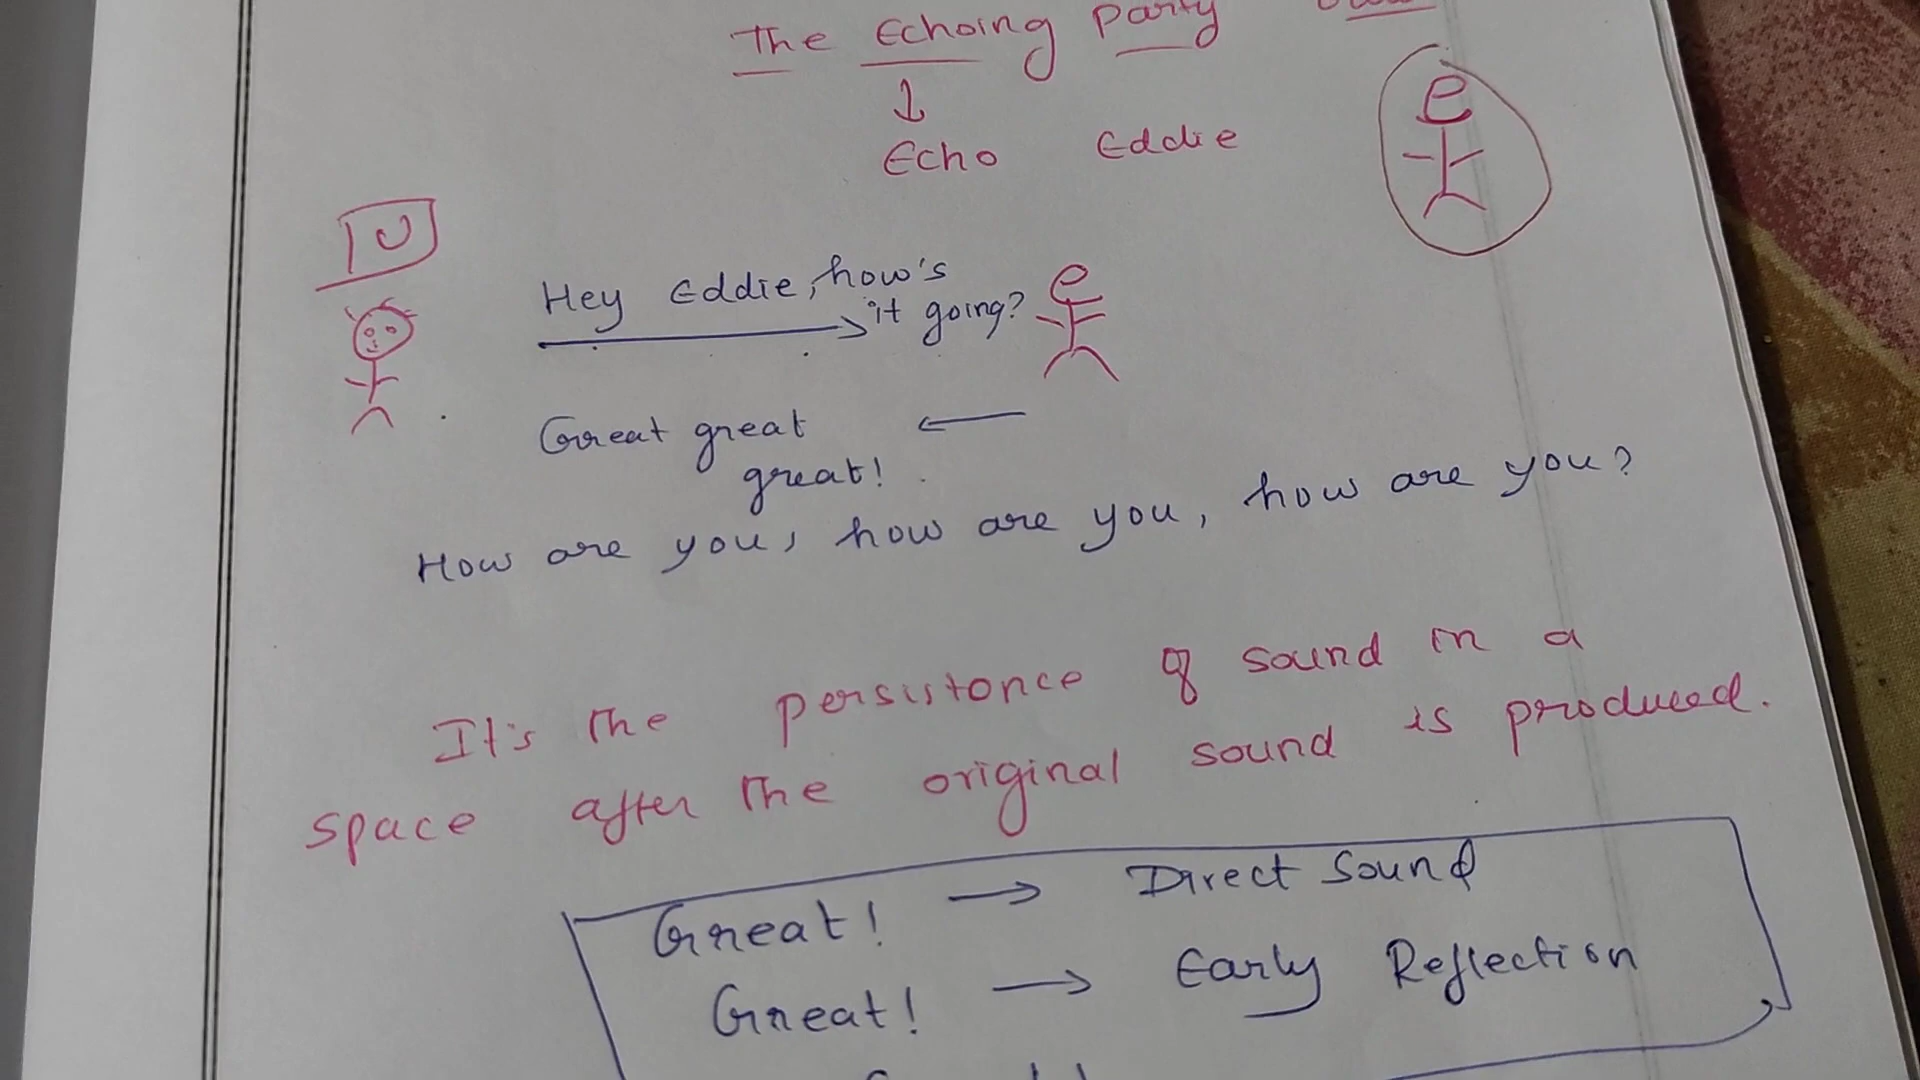 The Echoing Party
Echo Eddie
e
U
Hey Eddie, how's
it going?
e
Great great
great!
How are you, how are you, how are you?
It's the persistance of sound in a
space after the original sound is produced.
Great! → Direct Sound
Great! → Early Reflection